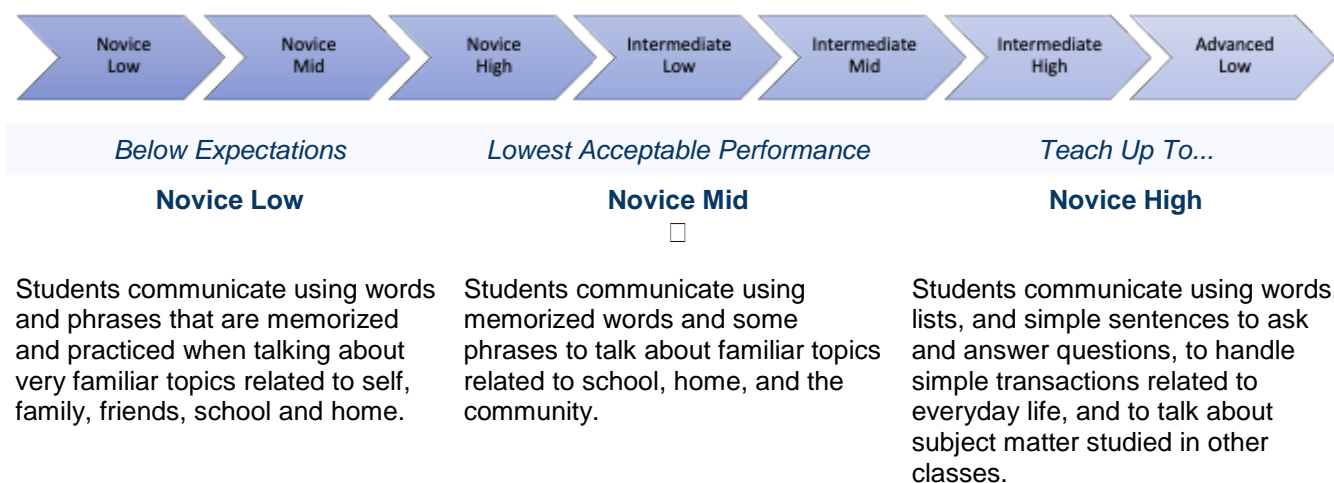 Novice
Low
Novice
Mid
Novice
High
Intermediate
Low
Intermediate
Mid
Intermediate
High
Advanced
Low
Below Expectations
Lowest Acceptable Performance
Teach Up To...
Novice Low
Novice Mid
Novice High
Students communicate using words
and phrases that are memorized
and practiced when talking about
very familiar topics related to self,
family, friends, school and home.
Students communicate using
memorized words and some
phrases to talk about familiar topics
related to school, home, and the
community.
Students communicate using words,
lists, and simple sentences to ask
and answer questions, to handle
simple transactions related to
everyday life, and to talk about
subject matter studied in other
classes.